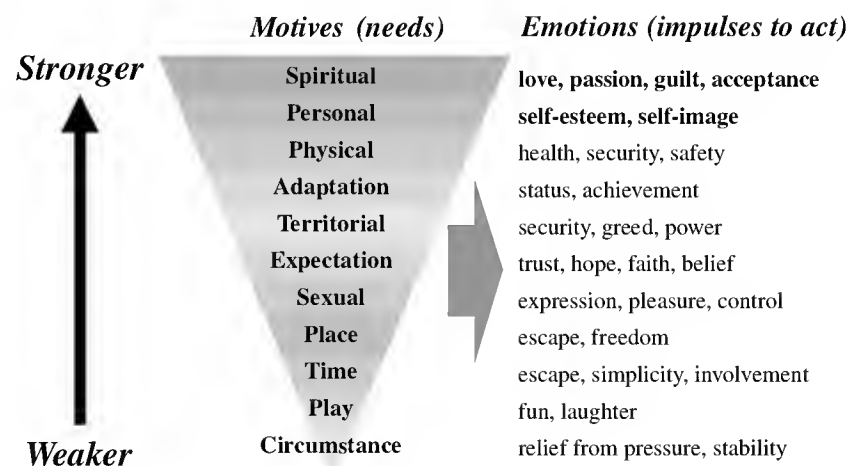 Motives (needs) Emotions (impulses to act)
Stronger
Spiritual love, passion, guilt, acceptance
Personal self-esteem, self-image
Physical health, security, safety
Adaptation status, achievement
Territorial security, greed, power
Expectation trust, hope, faith, belief
Sexual expression, pleasure, control
Place escape, freedom
Time escape, simplicity, involvement
Play fun, laughter
Circumstance relief from pressure, stability
Weaker